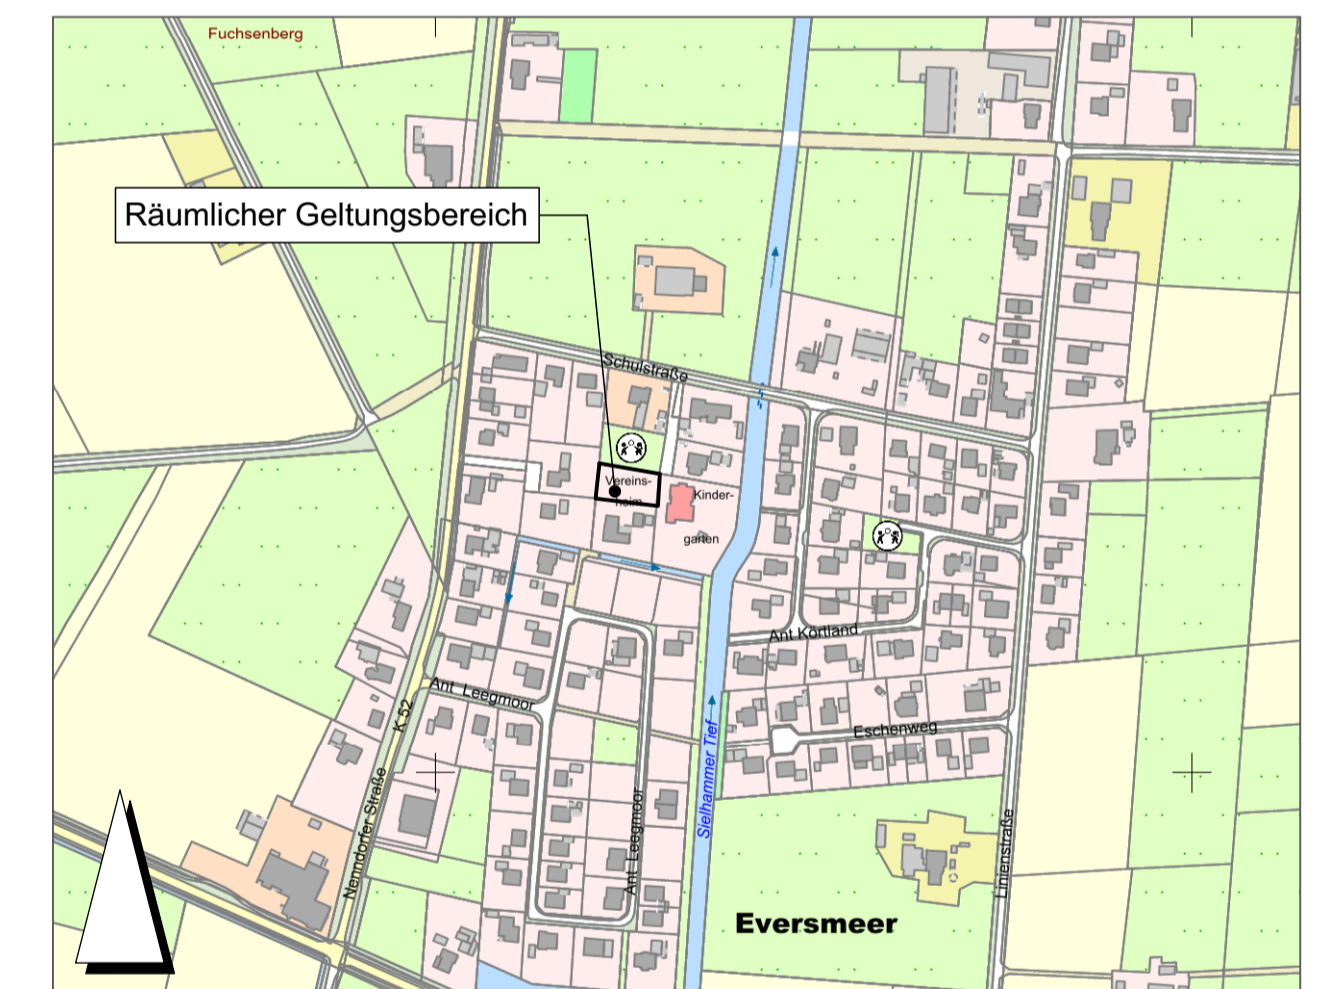 Fuchsenberg
Räumlicher Geltungsbereich
Schulstraße
Vereins-
heim
Kinder-
garten
Ant Körtland
Ant Leegmoor
K 52
Eschenweg
Sielhammer Tief
Nenndorfer Straße
Ant Leegmoor
Linienstraße
Eversmeer